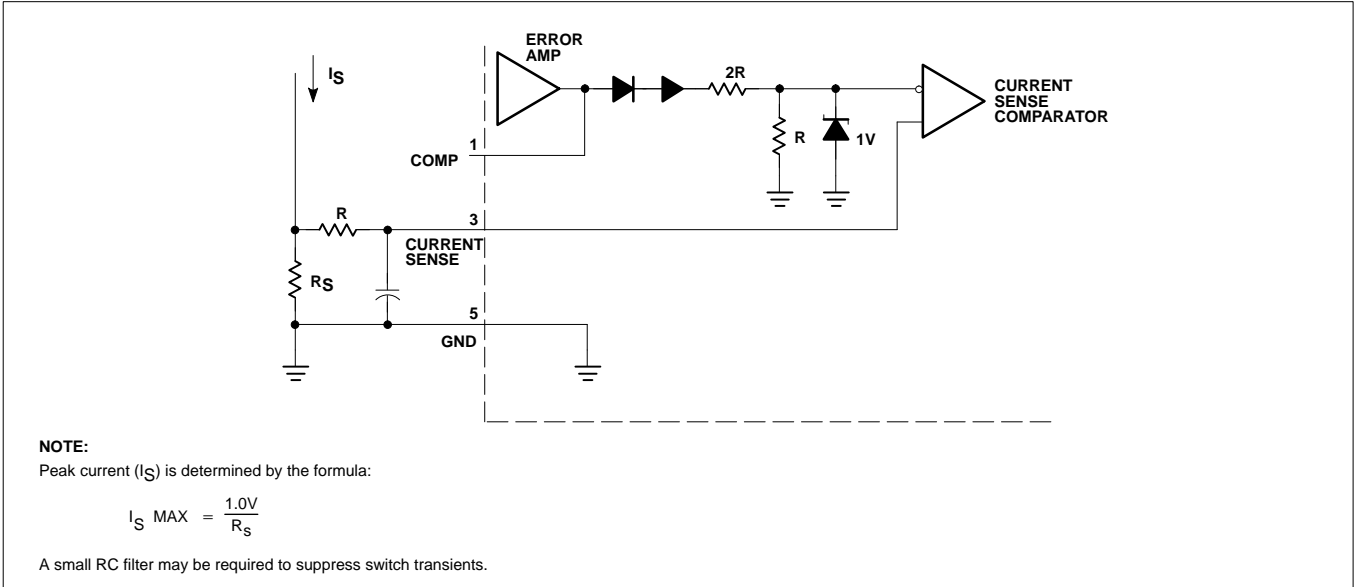 ERROR
AMP
IS
2R
CURRENT
SENSE
COMPARATOR
R
1V
1
COMP
R
3
CURRENT
SENSE
RS
5
GND
NOTE:
Peak current (IS) is determined by the formula:
IS MAX = 1.0V
RS
A small RC filter may be required to suppress switch transients.